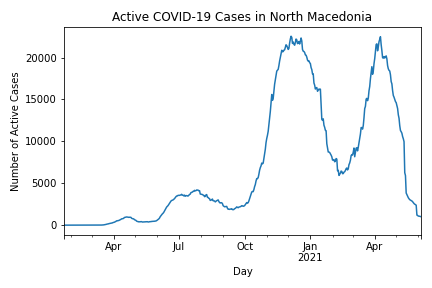 Active COVID-19 Cases in North Macedonia
Number of Active Cases
20000
15000
10000
5000
0
Apr
Jul
Oct
Jan
2021
Apr
Day